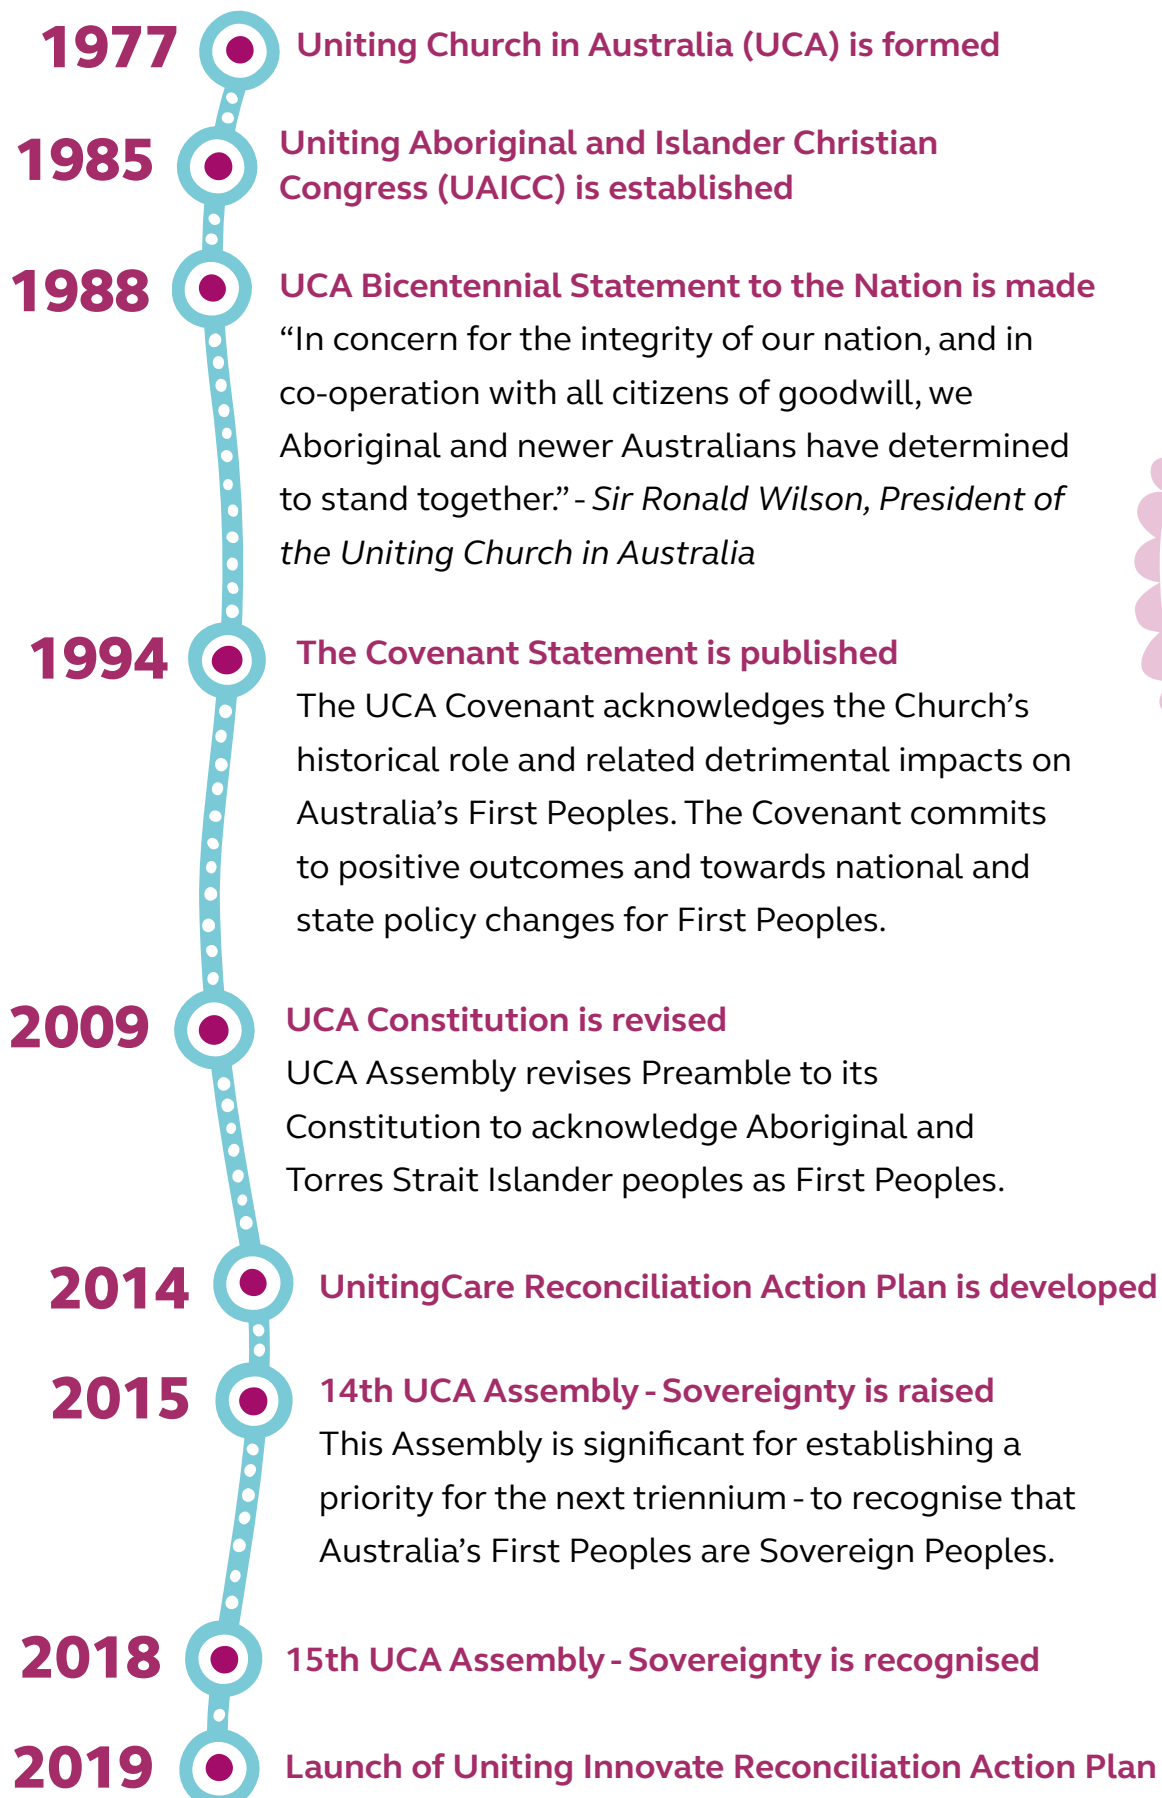 1977
Uniting Church in Australia (UCA) is formed
1985
Uniting Aboriginal and Islander Christian
Congress (UAICC) is established
1988
UCA Bicentennial Statement to the Nation is made
“In concern for the integrity of our nation, and in
co-operation with all citizens of goodwill, we
Aboriginal and newer Australians have determined
to stand together.” - Sir Ronald Wilson, President of
the Uniting Church in Australia
1994
The Covenant Statement is published
The UCA Covenant acknowledges the Church’s
historical role and related detrimental impacts on
Australia’s First Peoples. The Covenant commits
to positive outcomes and towards national and
state policy changes for First Peoples.
2009
UCA Constitution is revised
UCA Assembly revises Preamble to its
Constitution to acknowledge Aboriginal and
Torres Strait Islander peoples as First Peoples.
2014
UnitingCare Reconciliation Action Plan is developed
2015
14th UCA Assembly - Sovereignty is raised
This Assembly is significant for establishing a
priority for the next triennium - to recognise that
Australia’s First Peoples are Sovereign Peoples.
2018
15th UCA Assembly - Sovereignty is recognised
2019
Launch of Uniting Innovate Reconciliation Action Plan